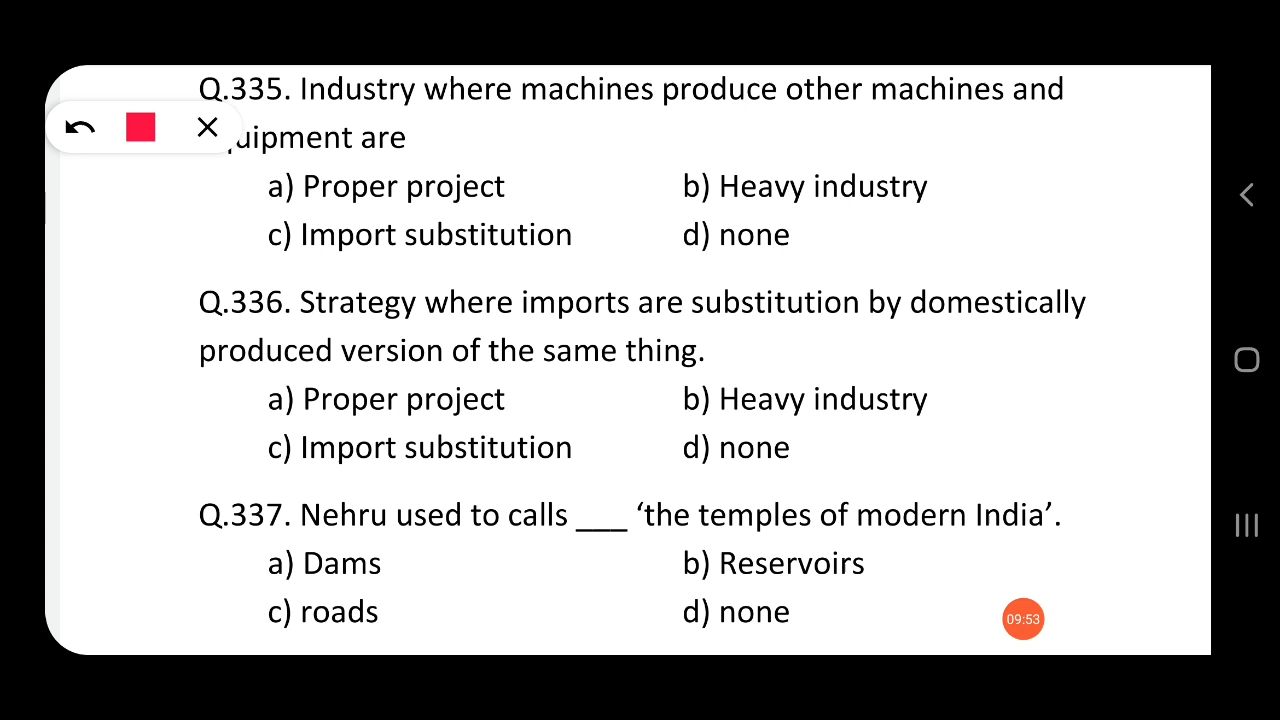 Q.335. Industry where machines produce other machines and
quipment are
a) Proper project b) Heavy industry
c) Import substitution d) none
Q.336. Strategy where imports are substitution by domestically
produced version of the same thing.
a) Proper project b) Heavy industry
c) Import substitution d) none
Q.337. Nehru used to calls ___ ‘the temples of modern India’.
a) Dams b) Reservoirs
c) roads d) none
09:53